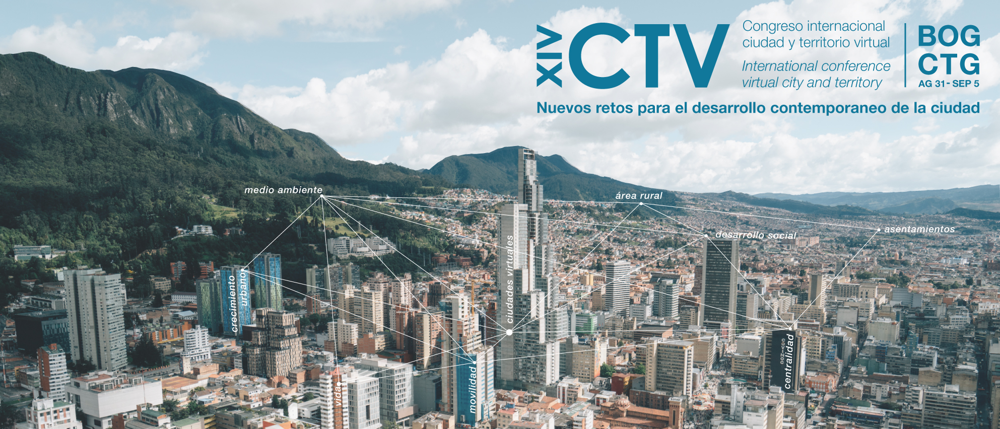 XIV
CTV
Congreso internacional
ciudad y territorio virtual
International conference
virtual city and territory
BOG
CTG
AG 31- SEP 5
Nuevos retos para el desarrollo contemporaneo de la ciudad
medio ambiente
área rural
desarrollo social
asentamientos
ciudades virtuales
crecimiento
urbano
vida
movilidad
centralidad